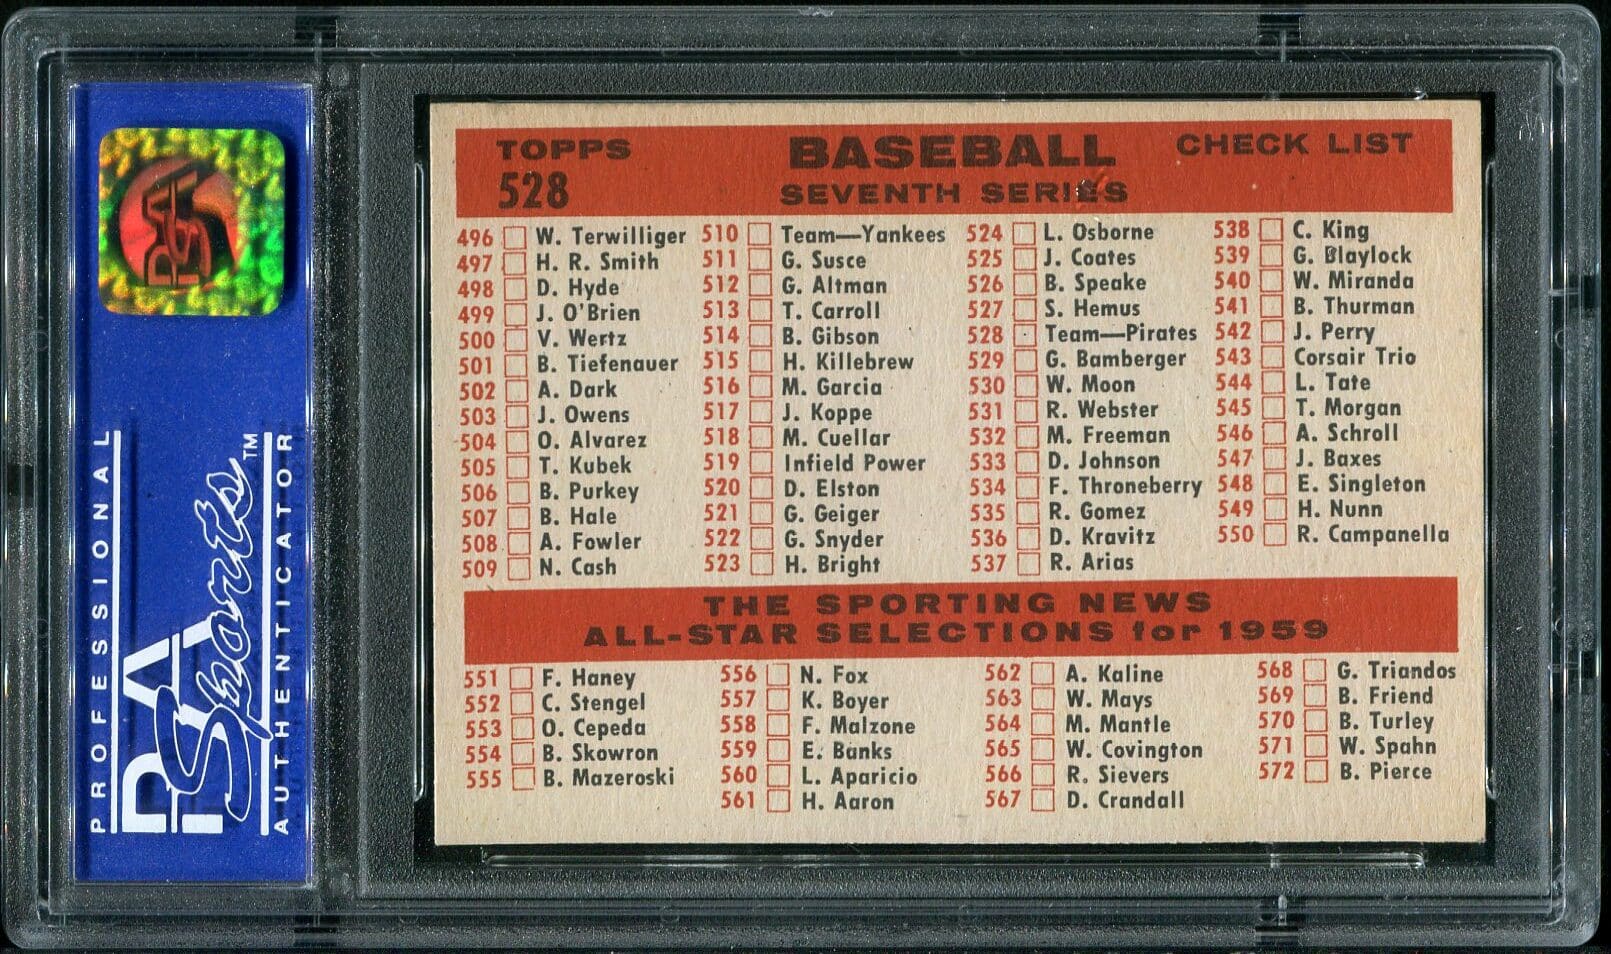 PSA
PROFESSIONAL
PSA
Sports™
AUTHENTICATOR
TOPPS BASEBALL CHECK LIST
528 SEVENTH SERIES
496 W. Terwilliger
497 H. R. Smith
498 D. Hyde
499 J. O'Brien
500 V. Wertz
501 B. Tiefenauer
502 A. Dark
503 J. Owens
504 O. Alvarez
505 T. Kubek
506 B. Purkey
507 B. Hale
508 A. Fowler
509 N. Cash
510 Team—Yankees
511 G. Susce
512 G. Altman
513 T. Carroll
514 B. Gibson
515 H. Killebrew
516 M. Garcia
517 J. Koppe
518 M. Cuellar
519 Infield Power
520 D. Elston
521 G. Geiger
522 G. Snyder
523 H. Bright
524 L. Osborne
525 J. Coates
526 B. Speake
527 S. Hemus
528 Team—Pirates
529 G. Bamberger
530 W. Moon
531 R. Webster
532 M. Freeman
533 D. Johnson
534 F. Throneberry
535 R. Gomez
536 D. Kravitz
537 R. Arias
538 C. King
539 G. Blaylock
540 W. Miranda
541 B. Thurman
542 J. Perry
543 Corsair Trio
544 L. Tate
545 T. Morgan
546 A. Schroll
547 J. Baxes
548 E. Singleton
549 H. Nunn
550 R. Campanella
THE SPORTING NEWS
ALL-STAR SELECTIONS for 1959
551 F. Haney
552 C. Stengel
553 O. Cepeda
554 B. Skowron
555 B. Mazeroski
556 N. Fox
557 K. Boyer
558 F. Malzone
559 E. Banks
560 L. Aparicio
561 H. Aaron
562 A. Kaline
563 W. Mays
564 M. Mantle
565 W. Covington
566 R. Sievers
567 D. Crandall
568 G. Triandos
569 B. Friend
570 B. Turley
571 W. Spahn
572 B. Pierce